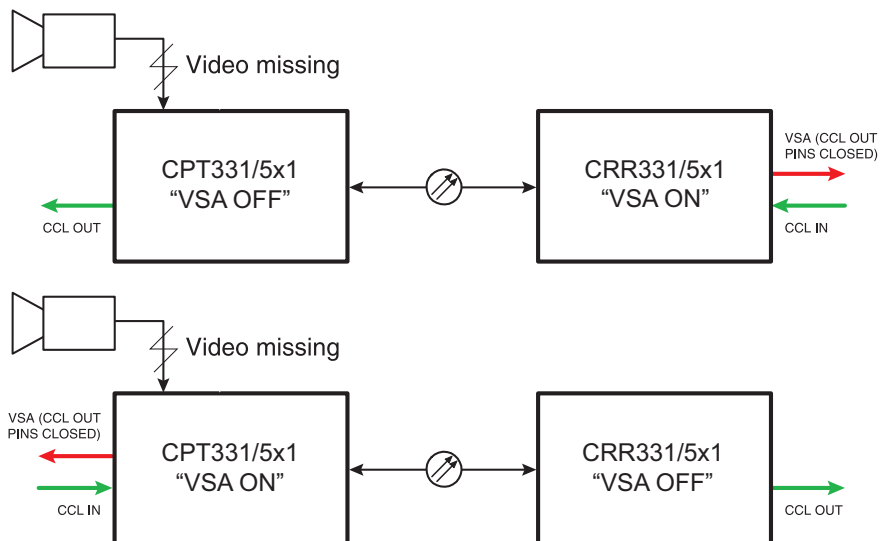 Video missing
CPT331/5x1
“VSA OFF”
CCL OUT
CRR331/5x1
“VSA ON”
VSA (CCL OUT
PINS CLOSED)
CCL IN
Video missing
VSA (CCL OUT
PINS CLOSED)
CCL IN
CPT331/5x1
“VSA ON”
CRR331/5x1
“VSA OFF”
CCL OUT